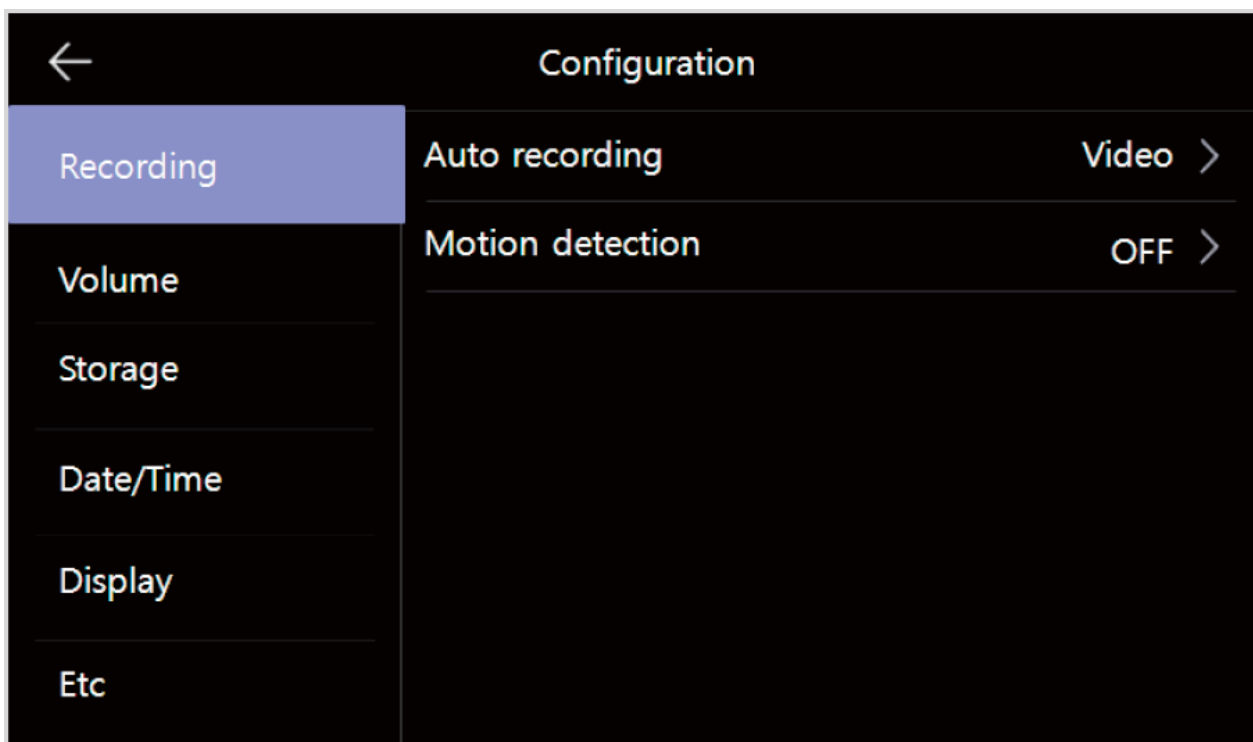 Configuration
Recording
Auto recording Video
Motion detection OFF
Volume
Storage
Date/Time
Display
Etc